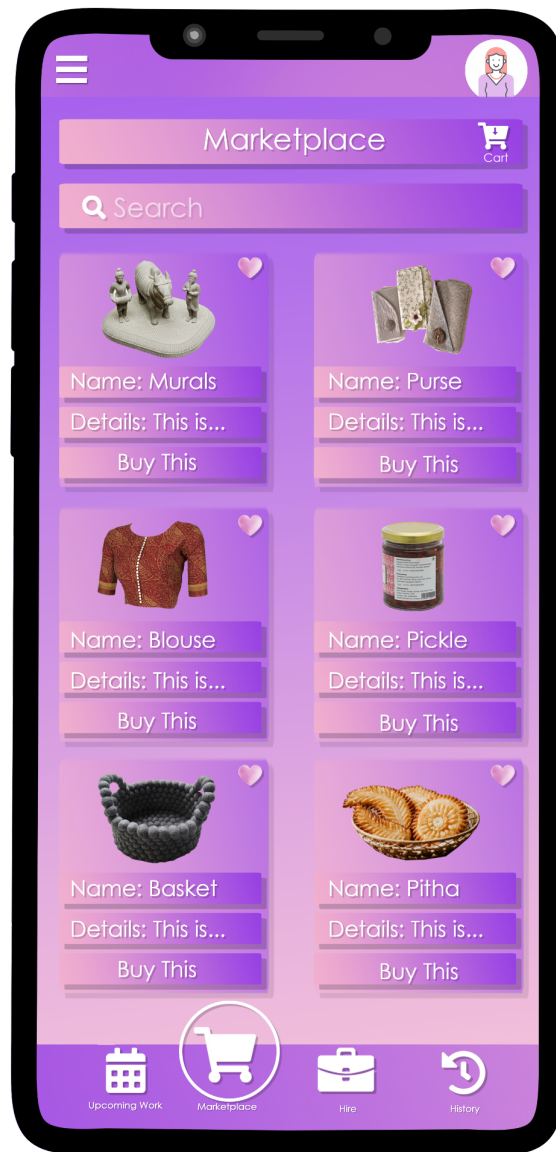 Marketplace
Cart
Search
Name: Murals
Details: This is...
Buy This
Name: Purse
Details: This is...
Buy This
Name: Blouse
Details: This is...
Buy This
Name: Pickle
Details: This is...
Buy This
Name: Basket
Details: This is...
Buy This
Name: Pitha
Details: This is...
Buy This
Upcoming Work
Marketplace
Hire
History